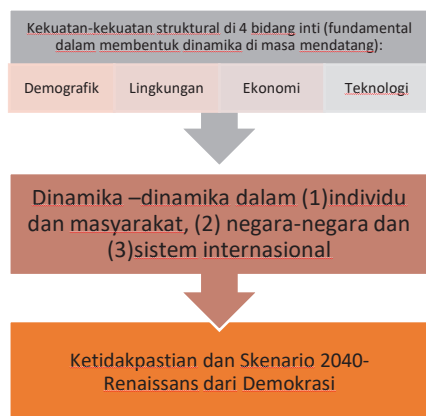 Kekuatan-kekuatan struktural di 4 bidang inti (fundamental
dalam membentuk dinamika di masa mendatang):
Demografik Lingkungan Ekonomi Teknologi
Dinamika –dinamika dalam (1)individu
dan masyarakat, (2) negara-negara dan
(3)sistem internasional
Ketidakpastian dan Skenario 2040-
Renaissans dari Demokrasi